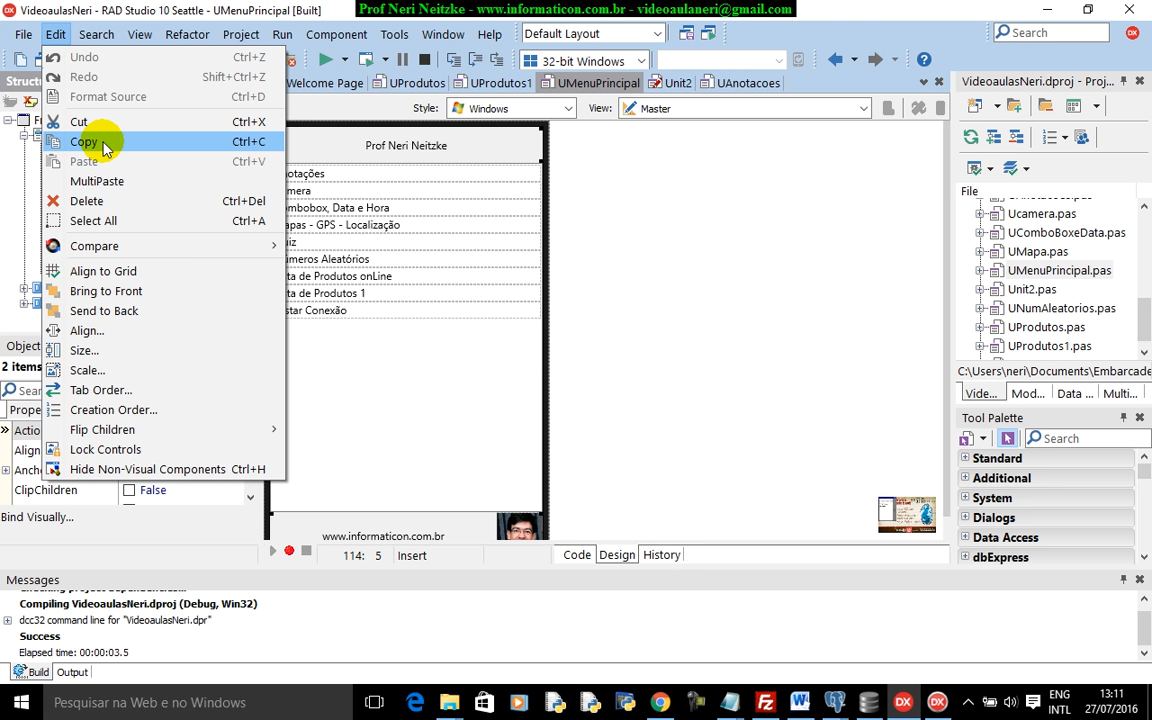 VideoaulasNeri - RAD Studio 10 Seattle - UMenuPrincipal [Built]
Prof Neri Neitzke - www.informaticon.com.br - videoaulaneri@gmail.com
File Edit Search View Refactor Project Run Component Tools Window Help
Default Layout
Search
32-bit Windows
Welcome Page UProdutos UProdutos1 UMenuPrincipal Unit2 UAnotacoes
Style: Windows View: Master
Undo Ctrl+Z
Redo Shift+Ctrl+Z
Format Source Ctrl+D
Cut Ctrl+X
Copy Ctrl+C
Paste Ctrl+V
MultiPaste
Delete Ctrl+Del
Select All Ctrl+A
Compare
Align to Grid
Bring to Front
Send to Back
Align...
Size...
Scale...
Tab Order...
Creation Order...
Flip Children
Lock Controls
Hide Non-Visual Components Ctrl+H
Struct
Object
2 items
Sear
Prope
Actio
Align
Anch
ClipChildren False
Bind Visually...
Prof Neri Neitzke
otações
mera
ombobox, Data e Hora
apas - GPS - Localização
iz
úmeros Aleatórios
ta de Produtos onLine
ta de Produtos 1
star Conexão
www.informaticon.com.br
114: 5 Insert
Code Design History
VideoaulasNeri.dproj - Proj...
File
Ucamera.pas
UComboBoxeData.pas
UMapa.pas
UMenuPrincipal.pas
Unit2.pas
UNumAleatorios.pas
UProdutos.pas
UProdutos1.pas
C:\Users\neri\Documents\Embarcade
Vide... Mod... Data ... Multi...
Tool Palette
Search
Standard
Additional
System
Dialogs
Data Access
dbExpress
Messages
Compiling VideoaulasNeri.dproj (Debug, Win32)
dcc32 command line for "VideoaulasNeri.dpr"
Success
Elapsed time: 00:00:03.5
Build Output
Pesquisar na Web e no Windows
ENG
INTL
13:11
27/07/2016